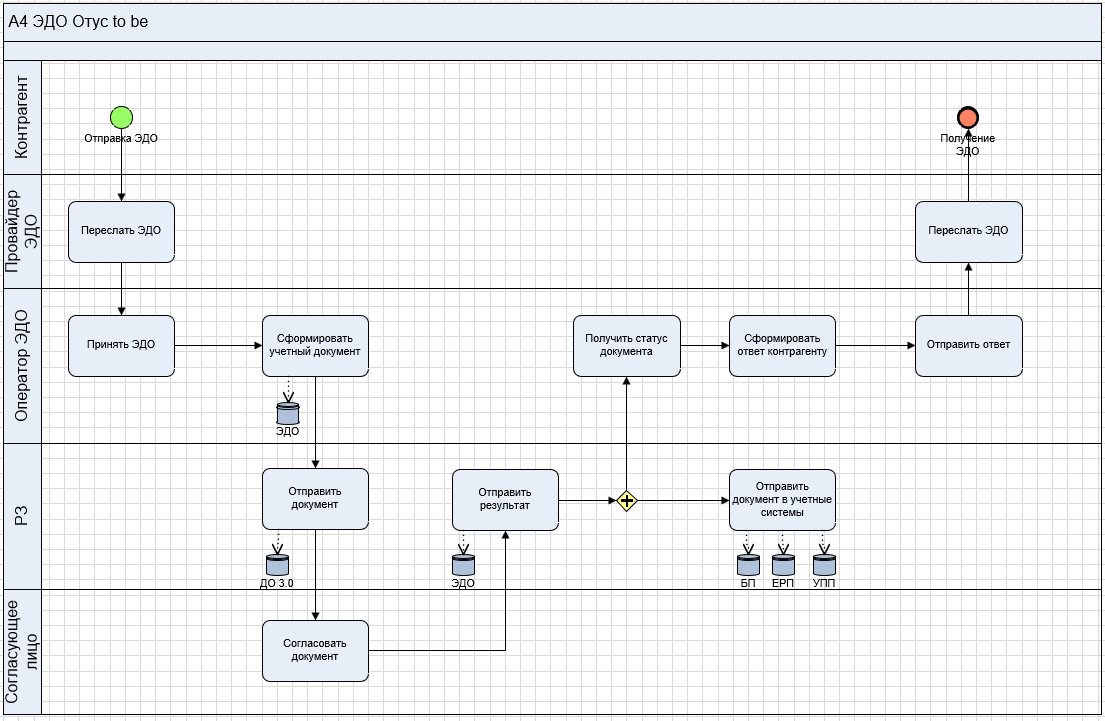 А4 ЭДО Отус to be
Контрагент
Отправка ЭДО
Получение
ЭДО
Провайдер
ЭДО
Переслать ЭДО
Переслать ЭДО
Оператор ЭДО
Принять ЭДО
Сформировать
учетный документ
Получить статус
документа
Сформировать
ответ контрагенту
Отправить ответ
ЭДО
РЗ
Отправить
документ
Отправить
результат
Отправить
документ в учетные
системы
ДО 3.0
ЭДО
БП
ЕРП
УПП
Согласующее
лицо
Согласовать
документ